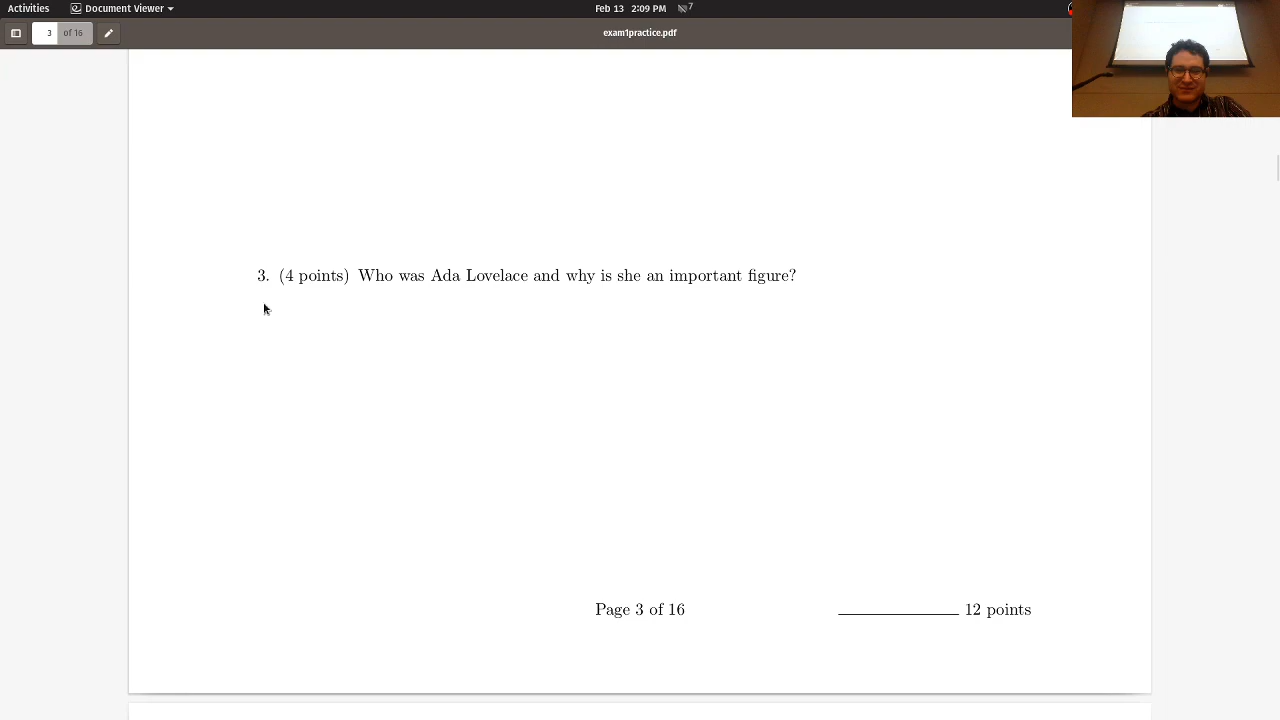 Activities Document Viewer Feb 13 2:09 PM 7
3 of 16 exam1practice.pdf
3. (4 points) Who was Ada Lovelace and why is she an important figure?
Page 3 of 16 12 points